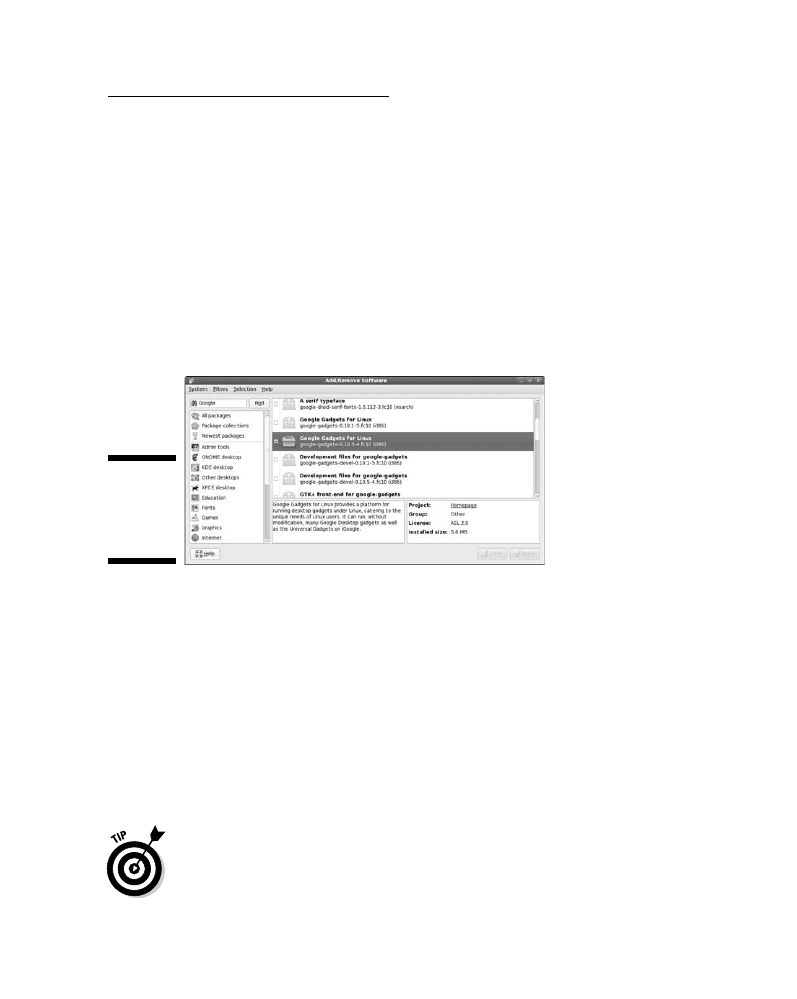 Add/Remove Software
System Filters Selection Help
Google Find
All packages
Package collections
Newest packages
Admin tools
GNOME desktop
KDE desktop
Other desktops
XFCE desktop
Education
Fonts
Games
Graphics
Internet
A serif typeface
google-droid-serif-fonts-1.0.112-3.fc10 (noarch)
Google Gadgets for Linux
google-gadgets-0.10.1-5.fc10 (i386)
Google Gadgets for Linux
google-gadgets-0.10.5-4.fc10 (i386)
Development files for google-gadgets
google-gadgets-devel-0.10.1-5.fc10 (i386)
Development files for google-gadgets
google-gadgets-devel-0.10.5-4.fc10 (i386)
GTK+ front-end for google-gadgets
Google Gadgets for Linux provides a platform for
running desktop gadgets under Linux, catering to the
unique needs of Linux users. It can run, without
modification, many Google Desktop gadgets as well
as the Universal Gadgets on iGoogle.
Project: Homepage
Group: Other
License: ASL 2.0
Installed size: 5.0 MB
Help
TIP